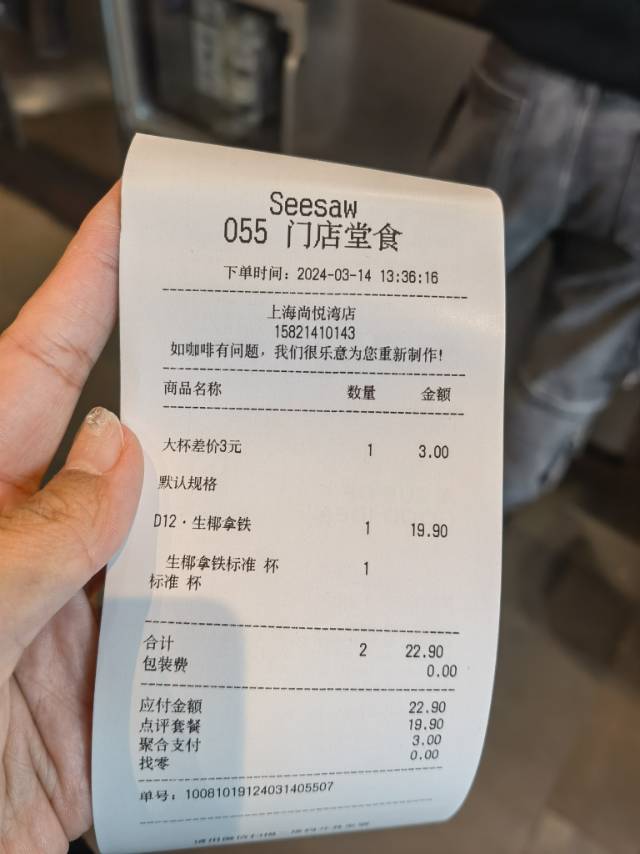 Seesaw
055 门店堂食
下单时间：2024-03-14 13:36:16
上海尚悦湾店
15821410143
如咖啡有问题，我们很乐意为您重新制作！
商品名称 数量 金额
大杯差价3元 1 3.00
默认规格
D12·生椰拿铁 1 19.90
生椰拿铁标准 杯 1
标准 杯
合计 2 22.90
包装费 0.00
应付金额 22.90
点评套餐 19.90
聚合支付 3.00
找零 0.00
单号：10081019124031405507